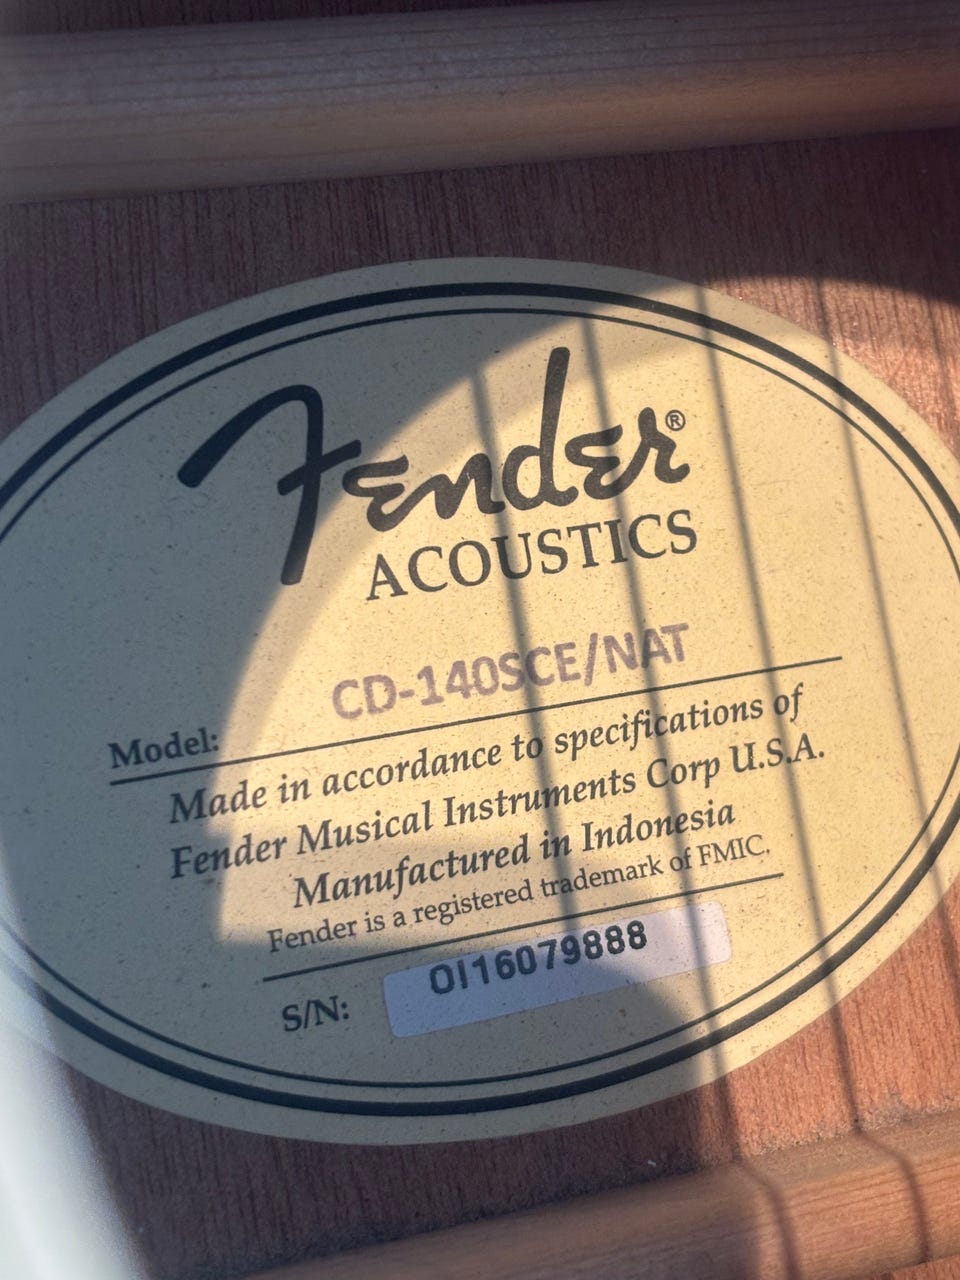 Fender®
ACOUSTICS
Model: CD-140SCE/NAT
Made in accordance to specifications of
Fender Musical Instruments Corp U.S.A.
Manufactured in Indonesia
Fender is a registered trademark of FMIC.
S/N: OI16079888